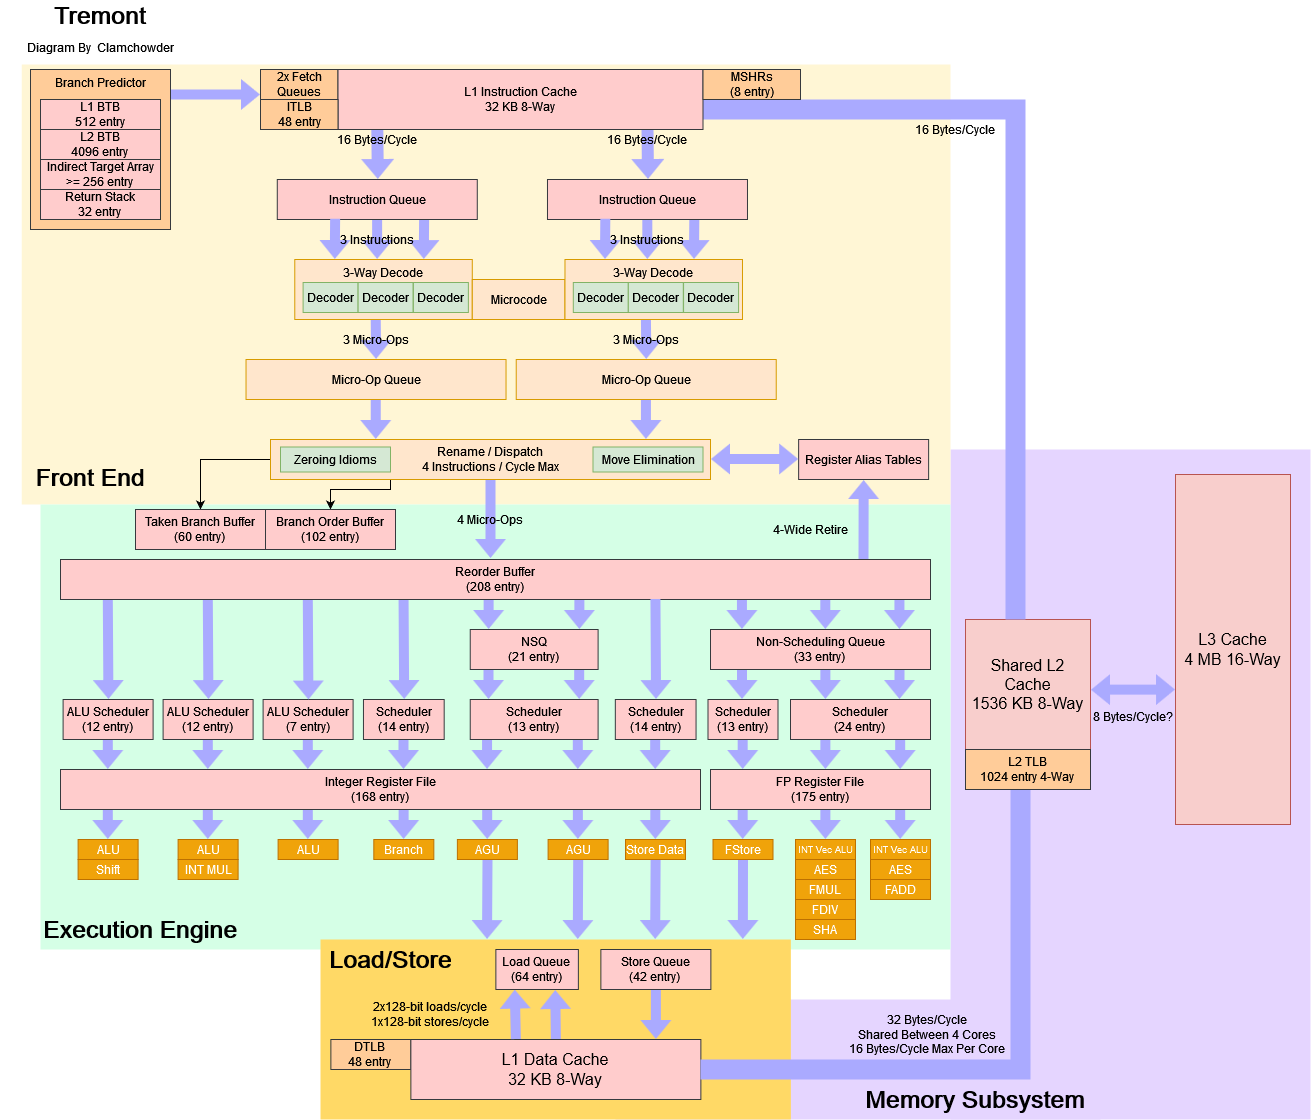 Tremont
Diagram By  Clamchowder
Branch Predictor
L1 BTB
512 entry
L2 BTB
4096 entry
Indirect Target Array
>= 256 entry
Return Stack
32 entry
2x Fetch
Queues
ITLB
48 entry
L1 Instruction Cache
32 KB 8-Way
MSHRs
(8 entry)
16 Bytes/Cycle
16 Bytes/Cycle
16 Bytes/Cycle
Instruction Queue
Instruction Queue
3 Instructions
3 Instructions
3-Way Decode
Decoder
Decoder
Decoder
Microcode
3-Way Decode
Decoder
Decoder
Decoder
3 Micro-Ops
3 Micro-Ops
Micro-Op Queue
Micro-Op Queue
Zeroing Idioms
Rename / Dispatch
4 Instructions / Cycle Max
Move Elimination
Register Alias Tables
Front End
Taken Branch Buffer
(60 entry)
Branch Order Buffer
(102 entry)
4 Micro-Ops
4-Wide Retire
Reorder Buffer
(208 entry)
NSQ
(21 entry)
Non-Scheduling Queue
(33 entry)
ALU Scheduler
(12 entry)
ALU Scheduler
(12 entry)
ALU Scheduler
(7 entry)
Scheduler
(14 entry)
Scheduler
(13 entry)
Scheduler
(14 entry)
Scheduler
(13 entry)
Scheduler
(24 entry)
Integer Register File
(168 entry)
FP Register File
(175 entry)
ALU
Shift
ALU
INT MUL
ALU
Branch
AGU
AGU
Store Data
FStore
INT Vec ALU
AES
FMUL
FDIV
SHA
INT Vec ALU
AES
FADD
Execution Engine
Load/Store
Load Queue
(64 entry)
Store Queue
(42 entry)
2x128-bit loads/cycle
1x128-bit stores/cycle
DTLB
48 entry
L1 Data Cache
32 KB 8-Way
Shared L2
Cache
1536 KB 8-Way
L2 TLB
1024 entry 4-Way
8 Bytes/Cycle?
L3 Cache
4 MB 16-Way
32 Bytes/Cycle
Shared Between 4 Cores
16 Bytes/Cycle Max Per Core
Memory Subsystem